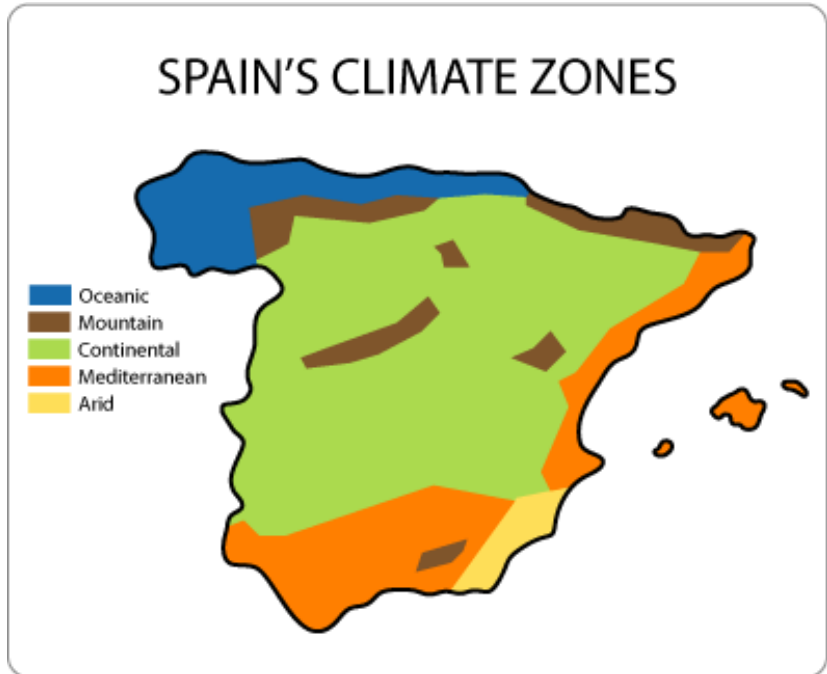 SPAIN'S CLIMATE ZONES
Oceanic
Mountain
Continental
Mediterranean
Arid